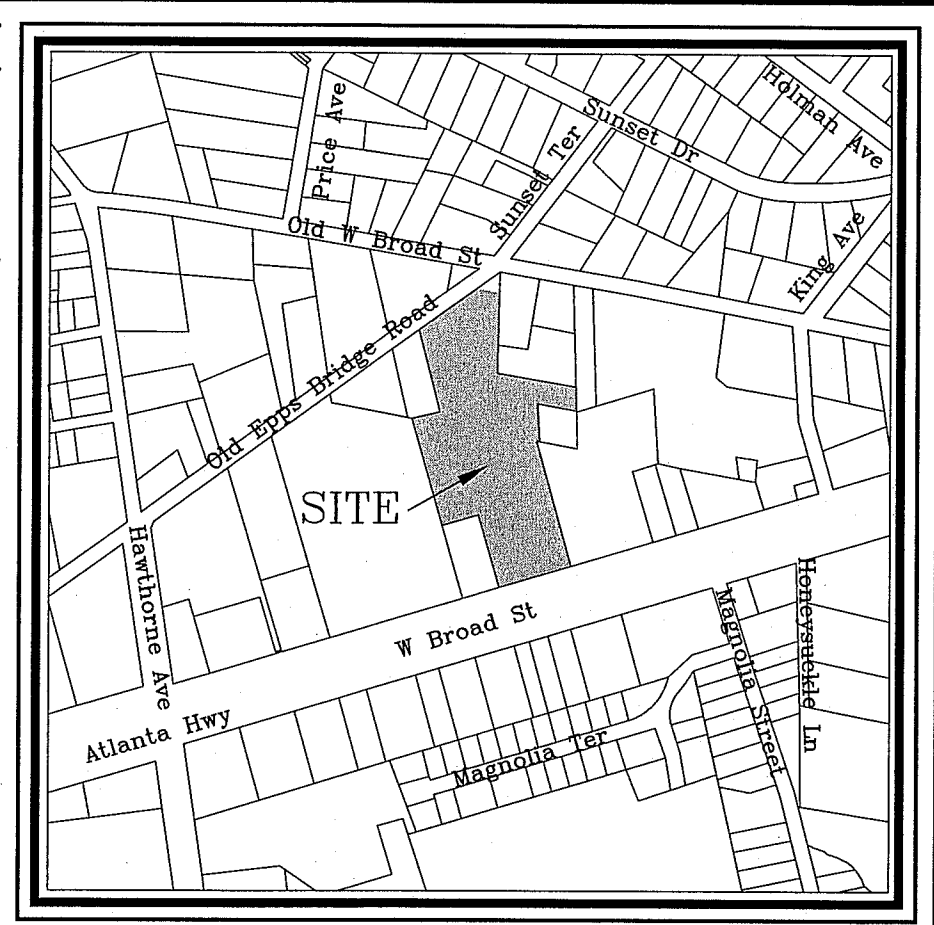 Holman Ave
Sunset Dr
Price Ave
Sunset Ter
Old W Broad St
King Ave
Old Epps Bridge Road
SITE
Hawthorne Ave
W Broad St
Honeysuckle Ln
Magnolia Street
Atlanta Hwy
Magnolia Ter